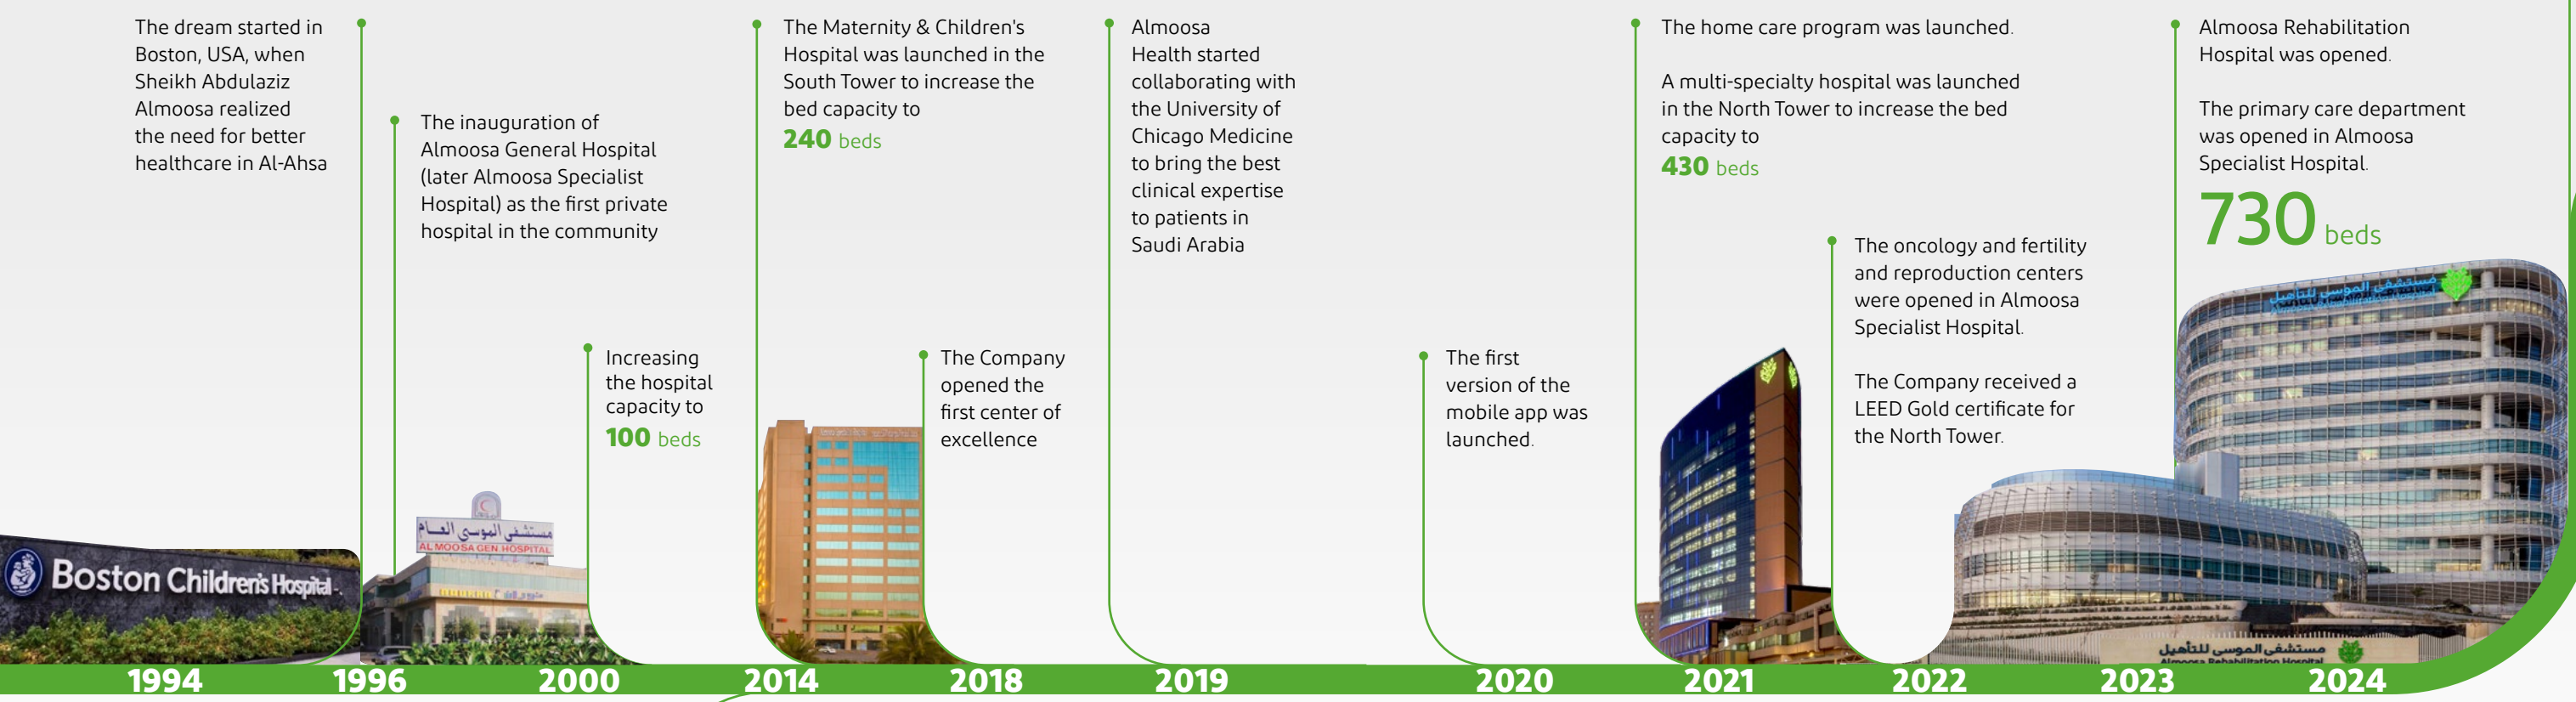 The dream started in
Boston, USA, when
Sheikh Abdulaziz
Almoosa realized
the need for better
healthcare in Al-Ahsa
The inauguration of
Almoosa General Hospital
(later Almoosa Specialist
Hospital) as the first private
hospital in the community
Increasing
the hospital
capacity to
100 beds
The Maternity & Children's
Hospital was launched in the
South Tower to increase the
bed capacity to
240 beds
The Company
opened the
first center of
excellence
Almoosa
Health started
collaborating with
the University of
Chicago Medicine
to bring the best
clinical expertise
to patients in
Saudi Arabia
The first
version of the
mobile app was
launched.
The home care program was launched.
A multi-specialty hospital was launched
in the North Tower to increase the bed
capacity to
430 beds
The oncology and fertility
and reproduction centers
were opened in Almoosa
Specialist Hospital.
The Company received a
LEED Gold certificate for
the North Tower.
Almoosa Rehabilitation
Hospital was opened.
The primary care department
was opened in Almoosa
Specialist Hospital.
730 beds
مستشفى الموسى للتأهيل
Almoosa Rehabilitation Hospital
Boston Children's Hospital
مستشفى الموسى العام
AL MOOSA GEN. HOSPITAL
مستشفى الموسى للتأهيل
Almoosa Rehabilitation Hospital
1994 1996 2000 2014 2018 2019 2020 2021 2022 2023 2024